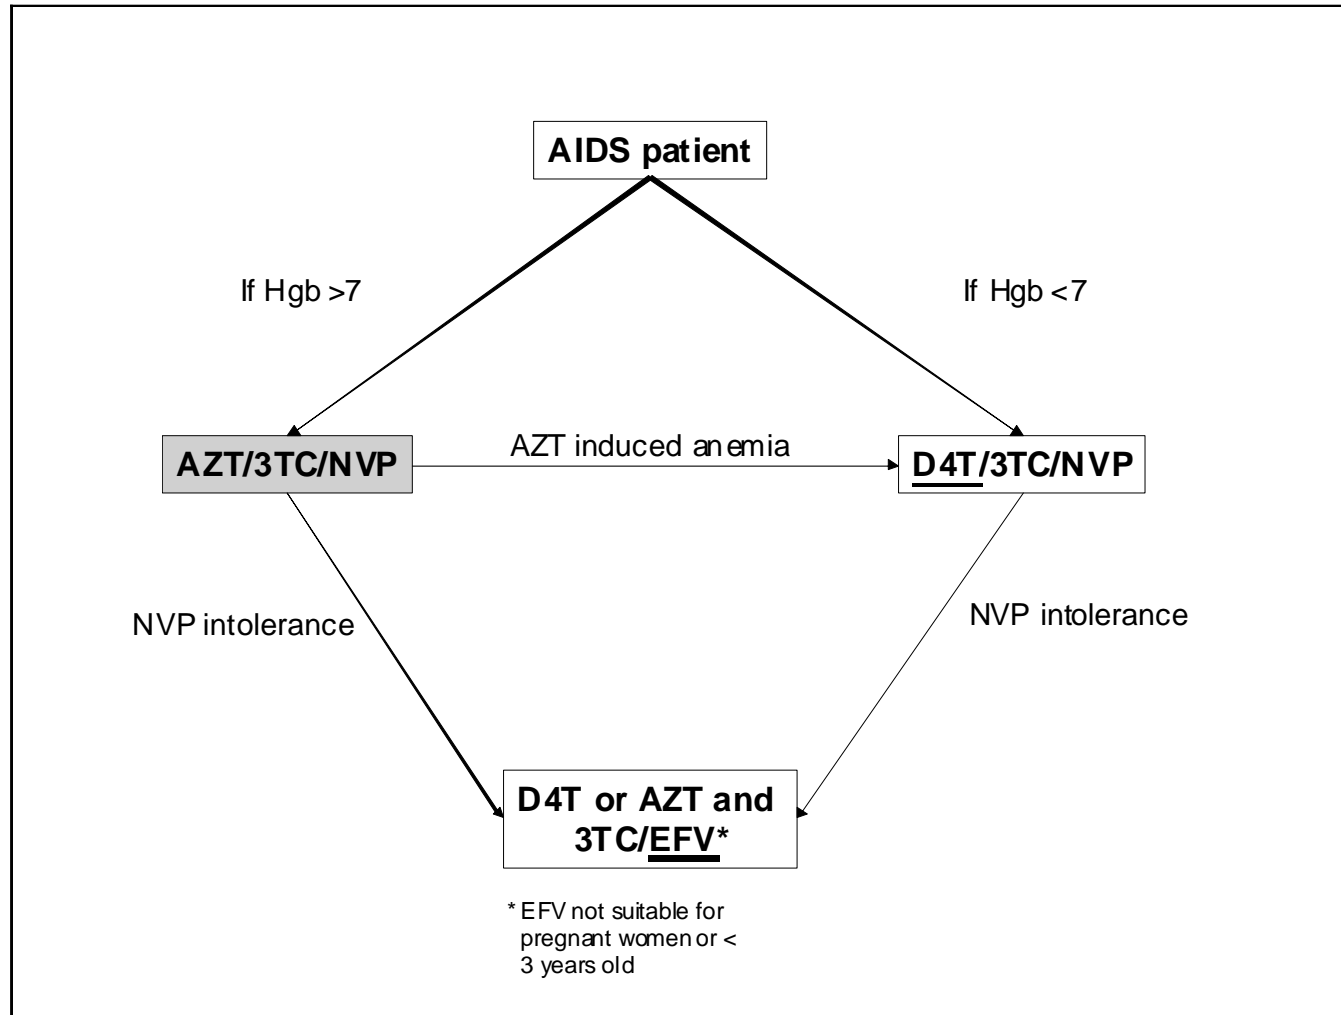 AIDS patient
If Hgb >7
If Hgb <7
AZT/3TC/NVP
AZT induced anemia
D4T/3TC/NVP
NVP intolerance
NVP intolerance
D4T or AZT and
3TC/EFV*
* EFV not suitable for
pregnant women or <
3 years old